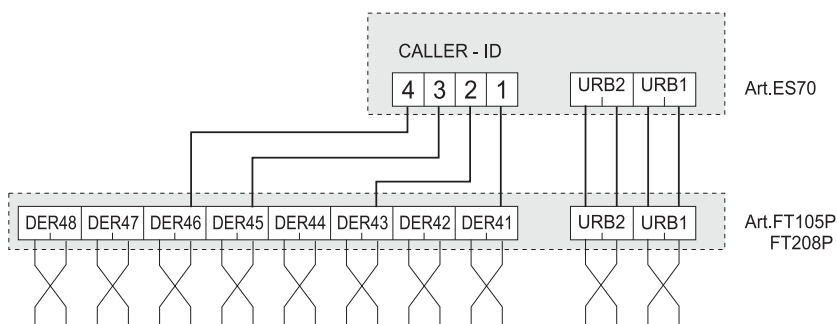 CALLER - ID
4 3 2 1
URB2 URB1
Art.ES70
DER48 DER47 DER46 DER45 DER44 DER43 DER42 DER41
URB2 URB1
Art.FT105P
FT208P